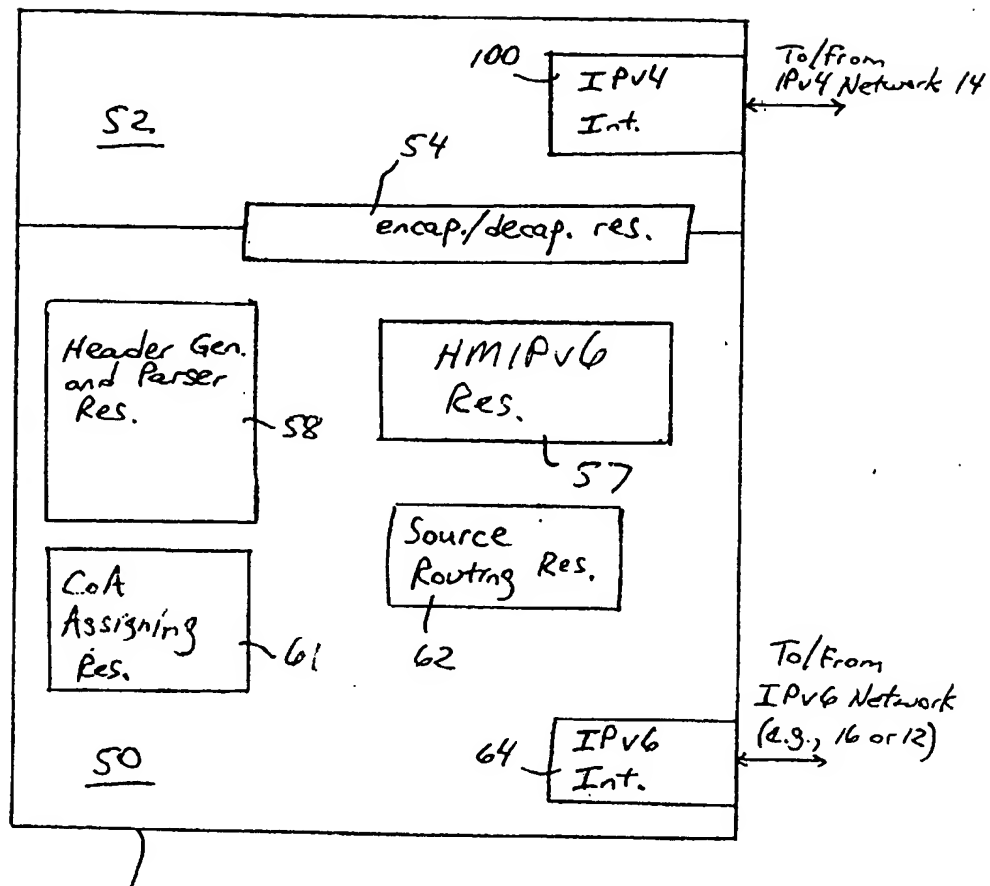 100
IPv4
Int.
To/From
IPv4 Network 14
52
54
encap./decap. res.
Header Gen.
and Parser
Res.
58
HMIPv6
Res.
57
Source
Routing Res.
62
CoA
Assigning
Res.
61
To/From
IPv6 Network
(e.g., 16 or 12)
64
IPv6
Int.
50